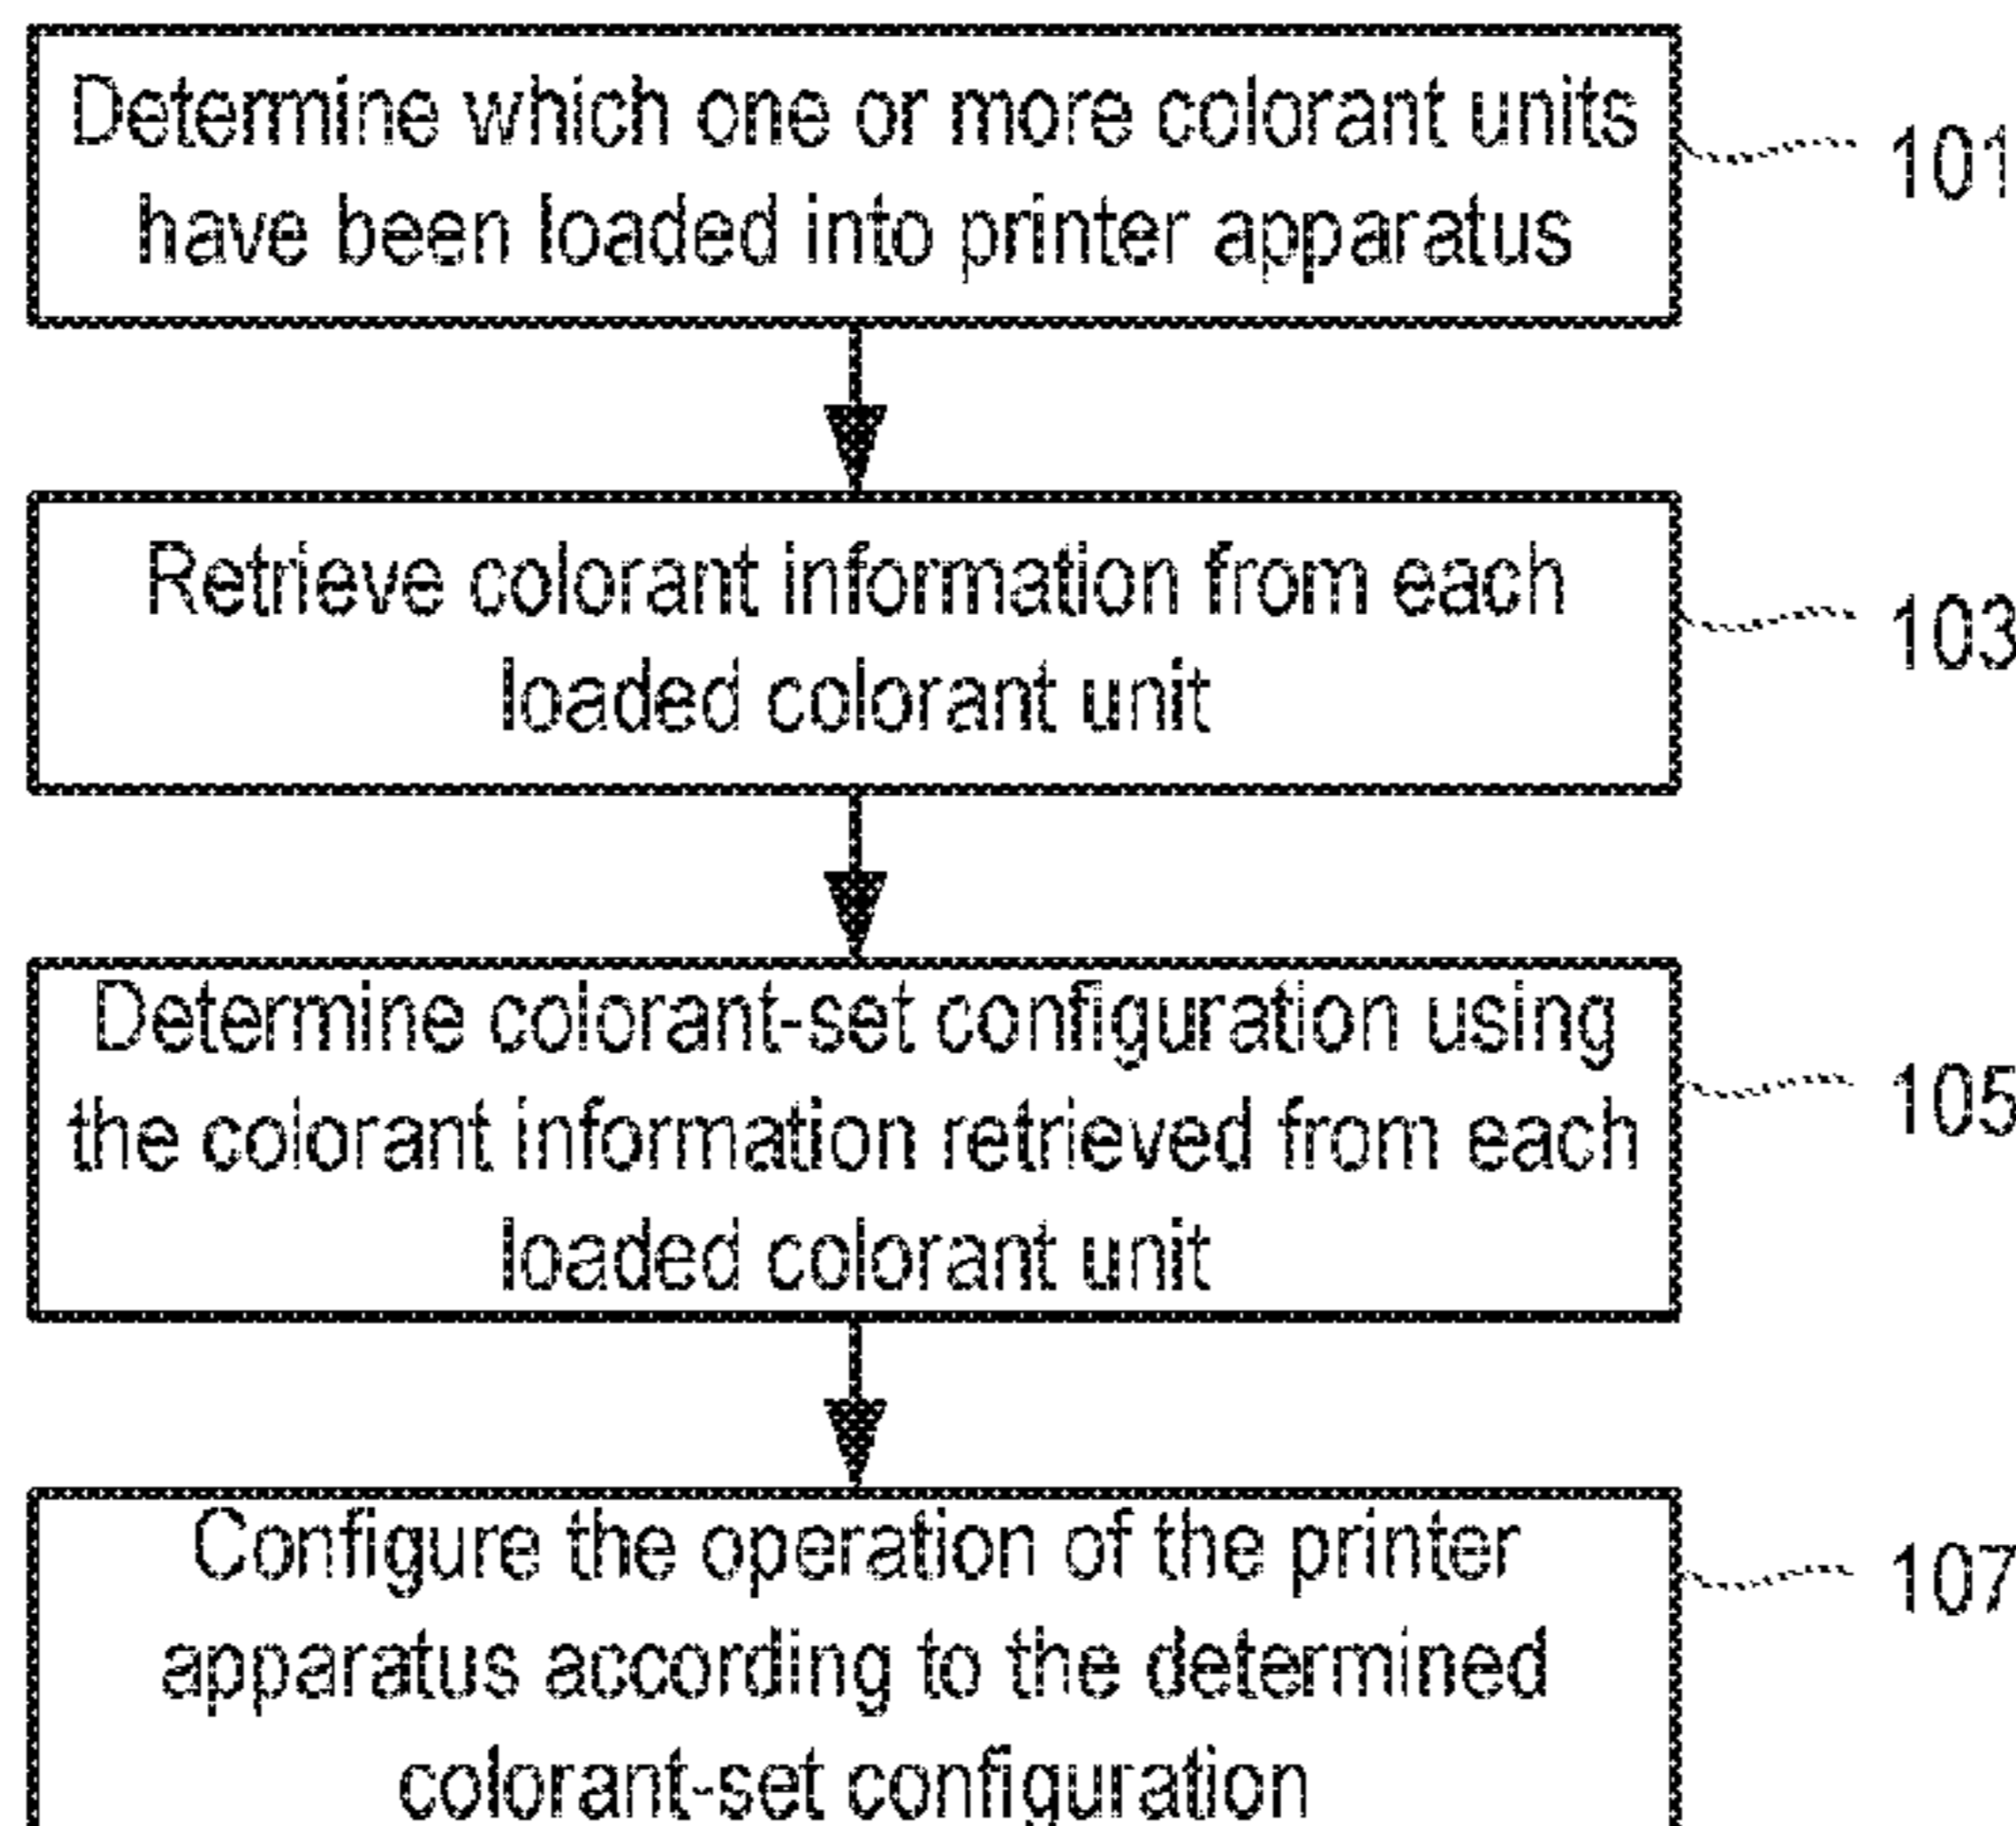 Determine which one or more colorant units
have been loaded into printer apparatus
101
Retrieve colorant information from each
loaded colorant unit
103
Determine colorant-set configuration using
the colorant information retrieved from each
loaded colorant unit
105
Configure the operation of the printer
apparatus according to the determined
colorant-set configuration
107